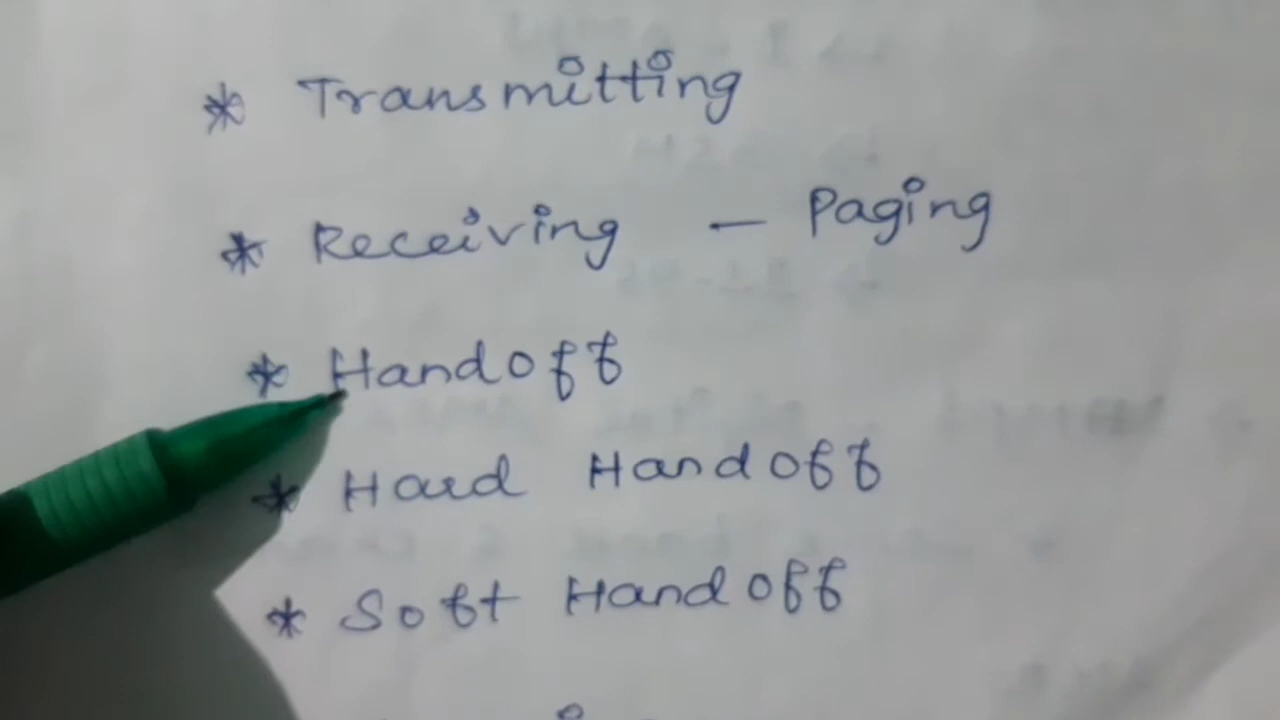 * Transmitting
* Receiving - Paging
* Handoff
* Hard Handoff
* Soft Handoff